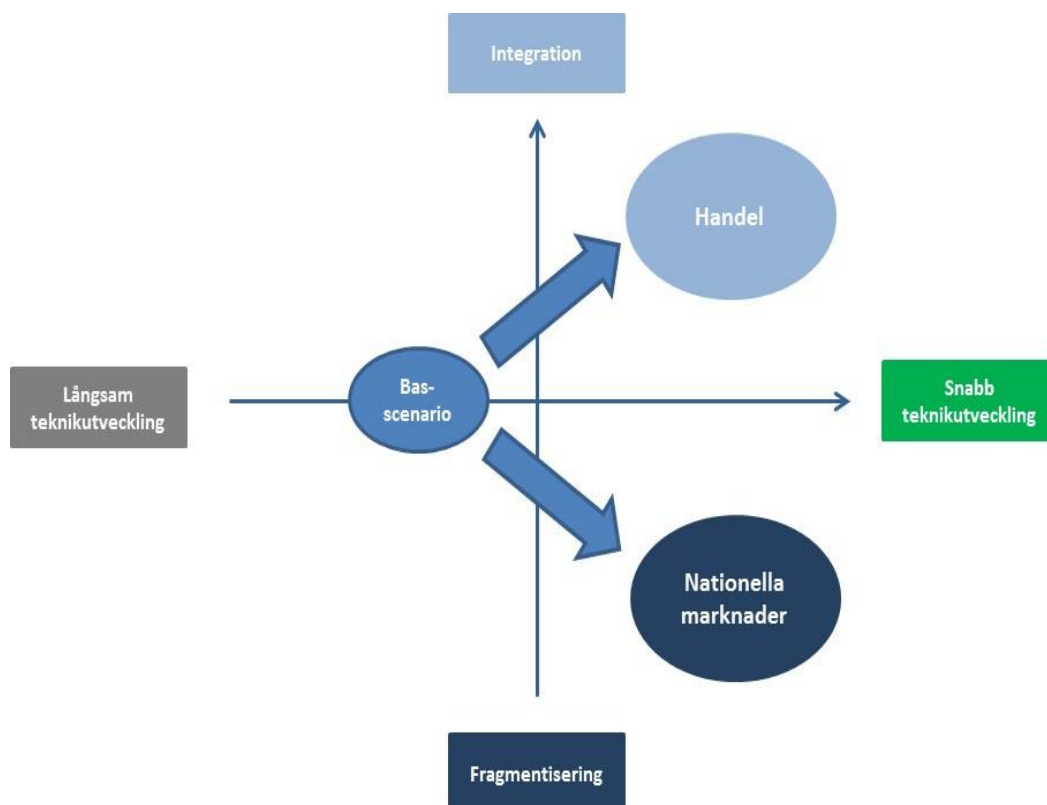 Integration
Handel
Långsam
teknikutveckling
Bas-
scenario
Snabb
teknikutveckling
Nationella
marknader
Fragmentisering